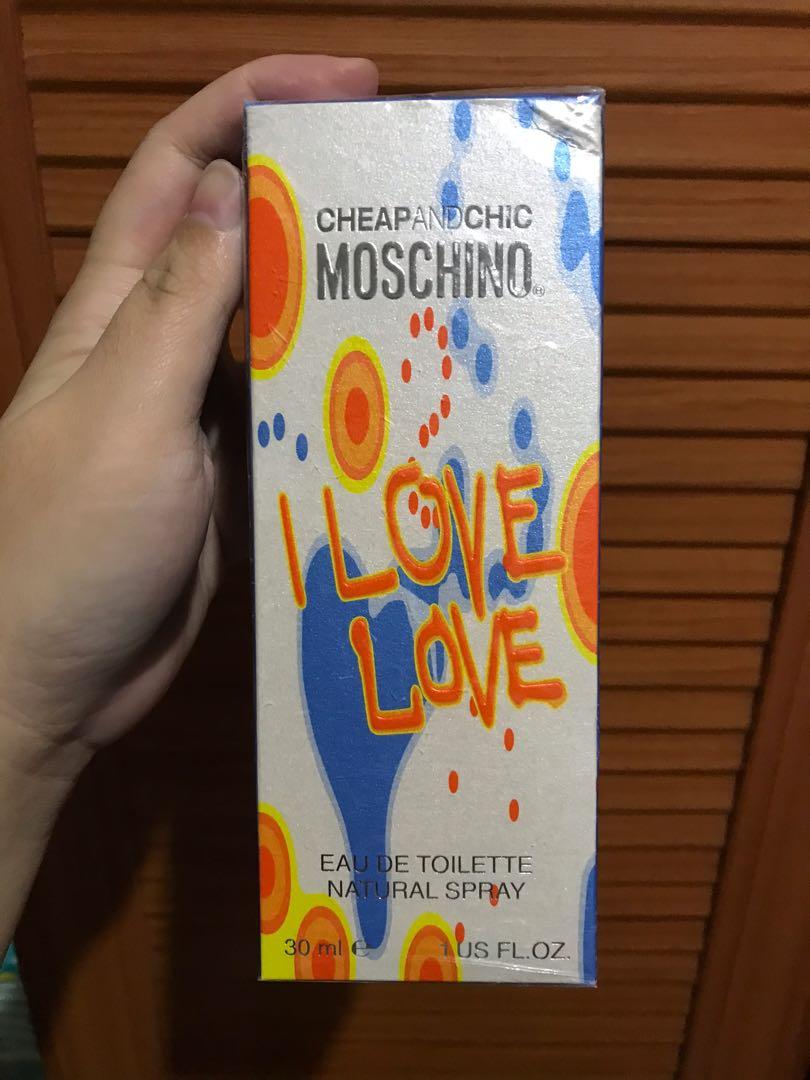 CHEAPANDCHIC
MOSCHINO®
I LOVE
LOVE
EAU DE TOILETTE
NATURAL SPRAY
30 ml ℮ 1 US FL.OZ.